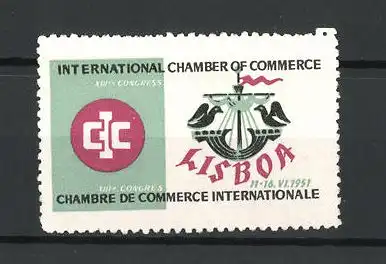 INTERNATIONAL CHAMBER OF COMMERCE
XIIIth CONGRESS
CIC
LISBOA
11-16.VI.1951
XIIIe CONGRES
CHAMBRE DE COMMERCE INTERNATIONALE